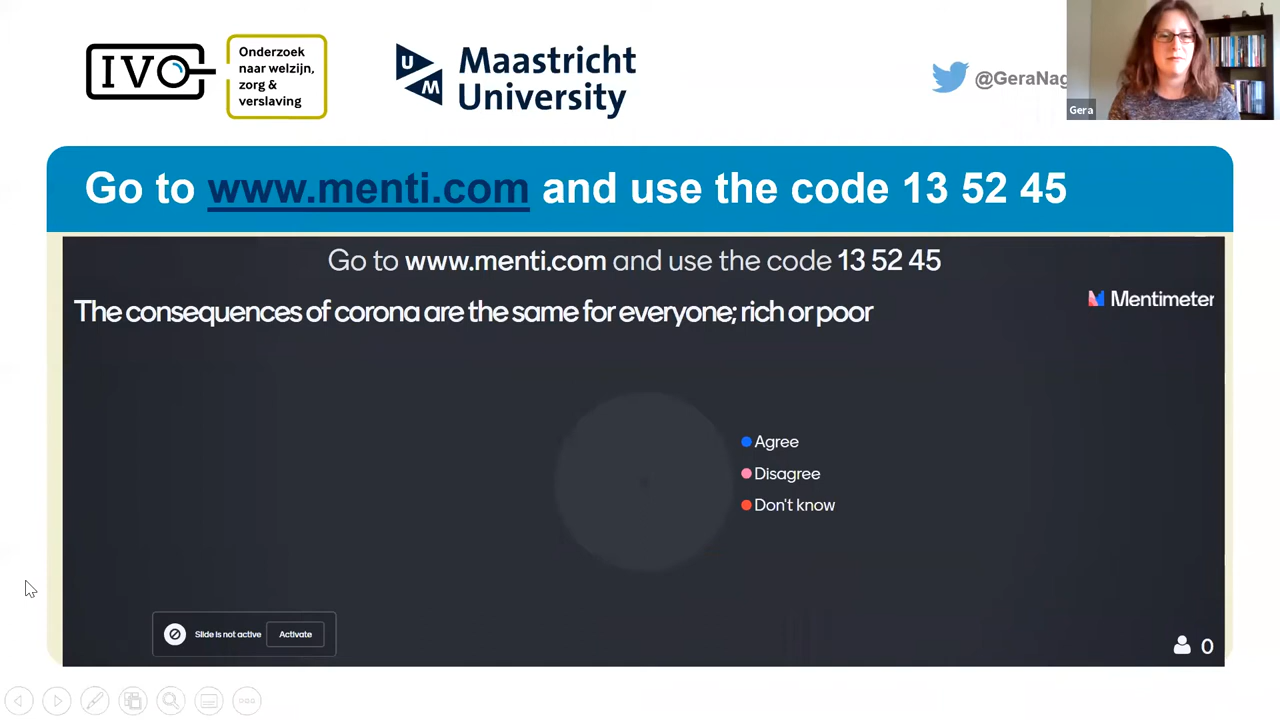 IVO
Onderzoek
naar welzijn,
zorg &
verslaving
UM
Maastricht
University
@GeraNag
Gera
Go to www.menti.com and use the code 13 52 45
Go to www.menti.com and use the code 13 52 45
The consequences of corona are the same for everyone; rich or poor
Mentimeter
Agree
Disagree
Don't know
Slide is not active
Activate
0